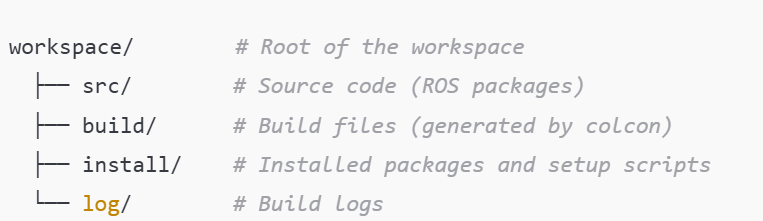 workspace/        # Root of the workspace
  ├── src/        # Source code (ROS packages)
  ├── build/      # Build files (generated by colcon)
  ├── install/    # Installed packages and setup scripts
  └── log/        # Build logs